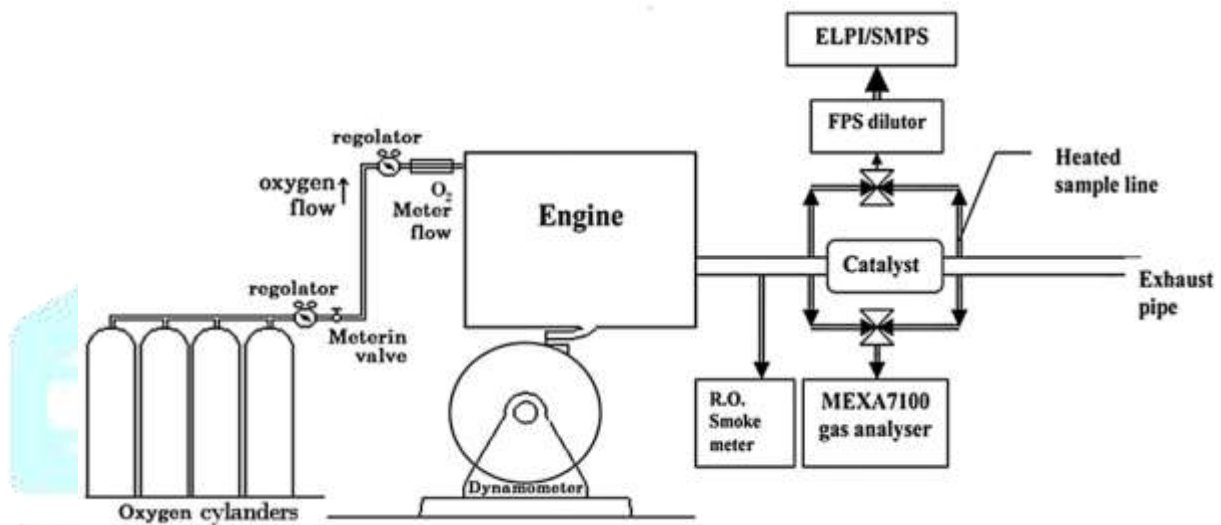 ELPI/SMPS
FPS dilutor
Heated
sample line
regolator
oxygen
flow
O2
Meter
flow
Engine
Catalyst
Exhaust
pipe
regolator
Meterin
valve
R.O.
Smoke
meter
MEXA7100
gas analyser
Dynamometer
Oxygen cylanders